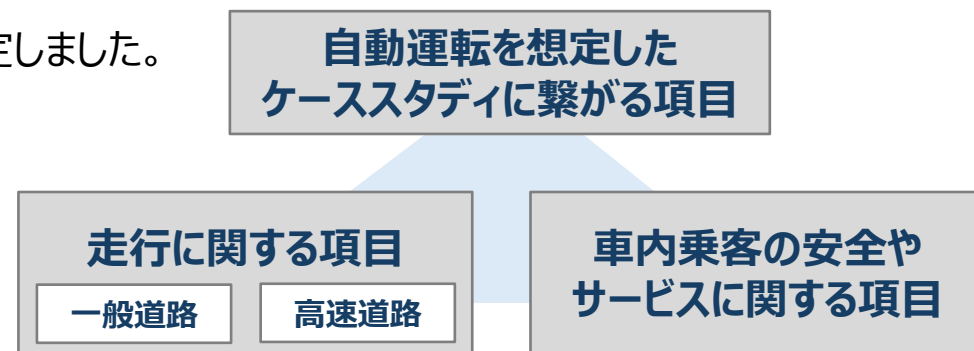 定しました。
自動運転を想定した
ケーススタディに繋がる項目
走行に関する項目
一般道路
高速道路
車内乗客の安全や
サービスに関する項目